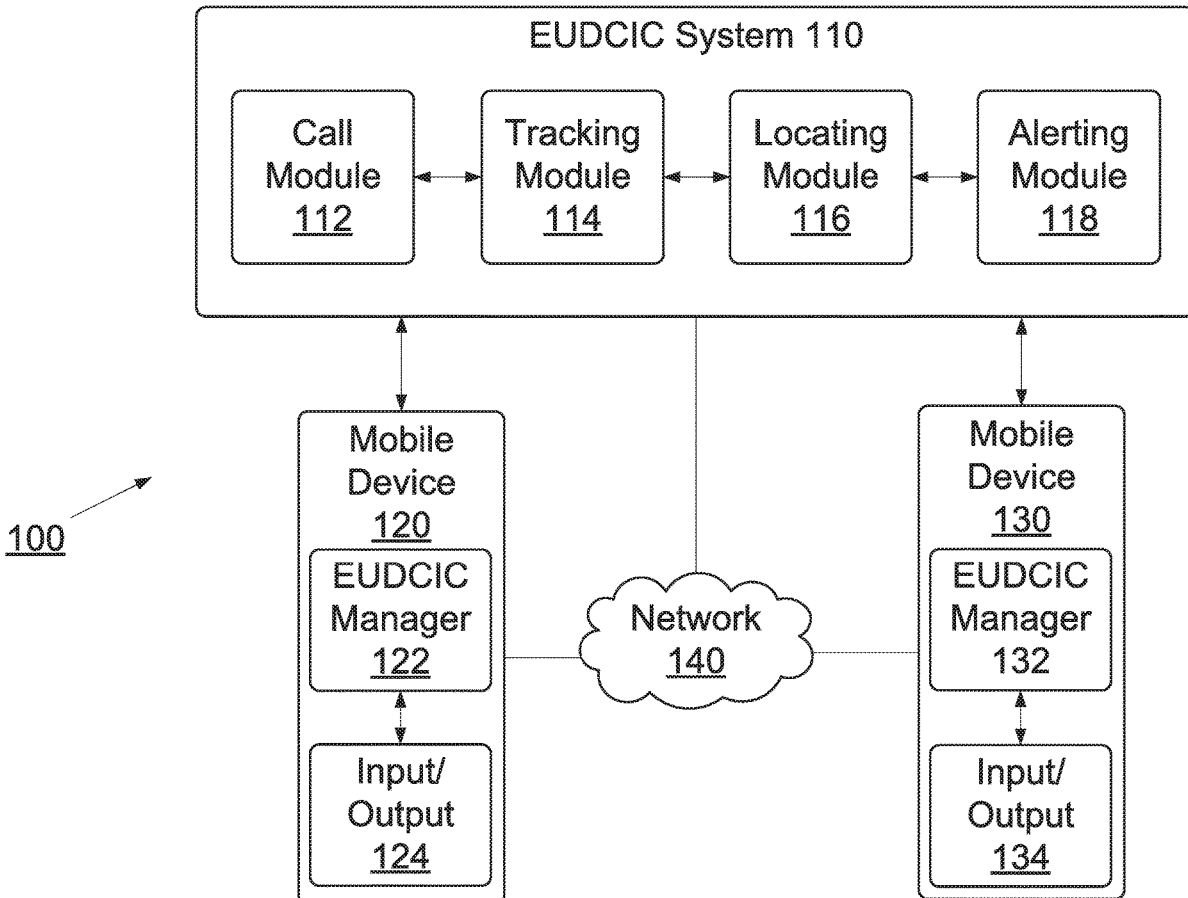 EUDCIC System 110
Call
Module
112
Tracking
Module
114
Locating
Module
116
Alerting
Module
118
100
Mobile
Device
120
EUDCIC
Manager
122
Input/
Output
124
Network
140
Mobile
Device
130
EUDCIC
Manager
132
Input/
Output
134